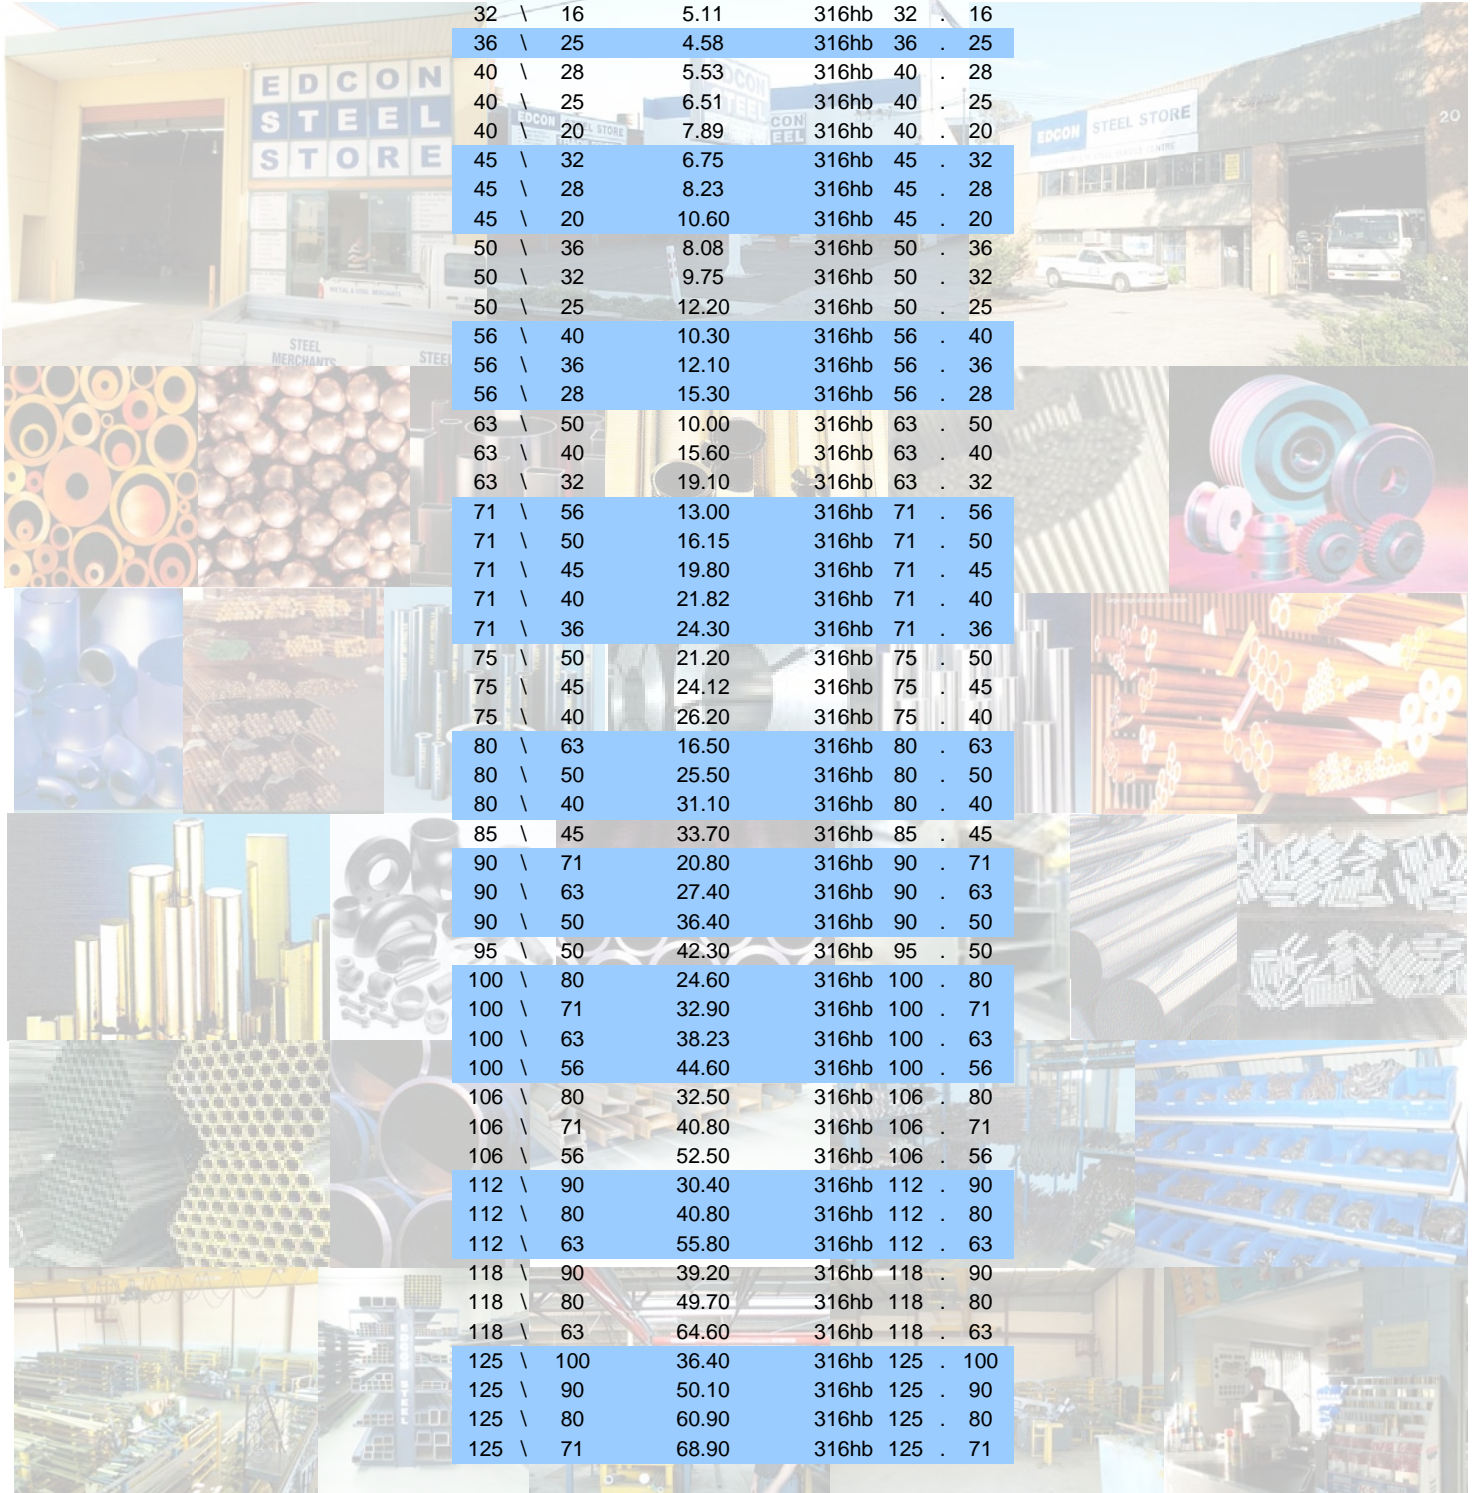 32 \ 16 5.11 316hb 32 . 16
36 \ 25 4.58 316hb 36 . 25
40 \ 28 5.53 316hb 40 . 28
40 \ 25 6.51 316hb 40 . 25
40 \ 20 7.89 316hb 40 . 20
45 \ 32 6.75 316hb 45 . 32
45 \ 28 8.23 316hb 45 . 28
45 \ 20 10.60 316hb 45 . 20
50 \ 36 8.08 316hb 50 . 36
50 \ 32 9.75 316hb 50 . 32
50 \ 25 12.20 316hb 50 . 25
56 \ 40 10.30 316hb 56 . 40
56 \ 36 12.10 316hb 56 . 36
56 \ 28 15.30 316hb 56 . 28
63 \ 50 10.00 316hb 63 . 50
63 \ 40 15.60 316hb 63 . 40
63 \ 32 19.10 316hb 63 . 32
71 \ 56 13.00 316hb 71 . 56
71 \ 50 16.15 316hb 71 . 50
71 \ 45 19.80 316hb 71 . 45
71 \ 40 21.82 316hb 71 . 40
71 \ 36 24.30 316hb 71 . 36
75 \ 50 21.20 316hb 75 . 50
75 \ 45 24.12 316hb 75 . 45
75 \ 40 26.20 316hb 75 . 40
80 \ 63 16.50 316hb 80 . 63
80 \ 50 25.50 316hb 80 . 50
80 \ 40 31.10 316hb 80 . 40
85 \ 45 33.70 316hb 85 . 45
90 \ 71 20.80 316hb 90 . 71
90 \ 63 27.40 316hb 90 . 63
90 \ 50 36.40 316hb 90 . 50
95 \ 50 42.30 316hb 95 . 50
100 \ 80 24.60 316hb 100 . 80
100 \ 71 32.90 316hb 100 . 71
100 \ 63 38.23 316hb 100 . 63
100 \ 56 44.60 316hb 100 . 56
106 \ 80 32.50 316hb 106 . 80
106 \ 71 40.80 316hb 106 . 71
106 \ 56 52.50 316hb 106 . 56
112 \ 90 30.40 316hb 112 . 90
112 \ 80 40.80 316hb 112 . 80
112 \ 63 55.80 316hb 112 . 63
118 \ 90 39.20 316hb 118 . 90
118 \ 80 49.70 316hb 118 . 80
118 \ 63 64.60 316hb 118 . 63
125 \ 100 36.40 316hb 125 . 100
125 \ 90 50.10 316hb 125 . 90
125 \ 80 60.90 316hb 125 . 80
125 \ 71 68.90 316hb 125 . 71
EDCON
STEEL
STORE
STEEL
MERCHANTS
STEEL
EDCON STEEL STORE
EDCON
STEEL
EDCON STEEL STORE
20